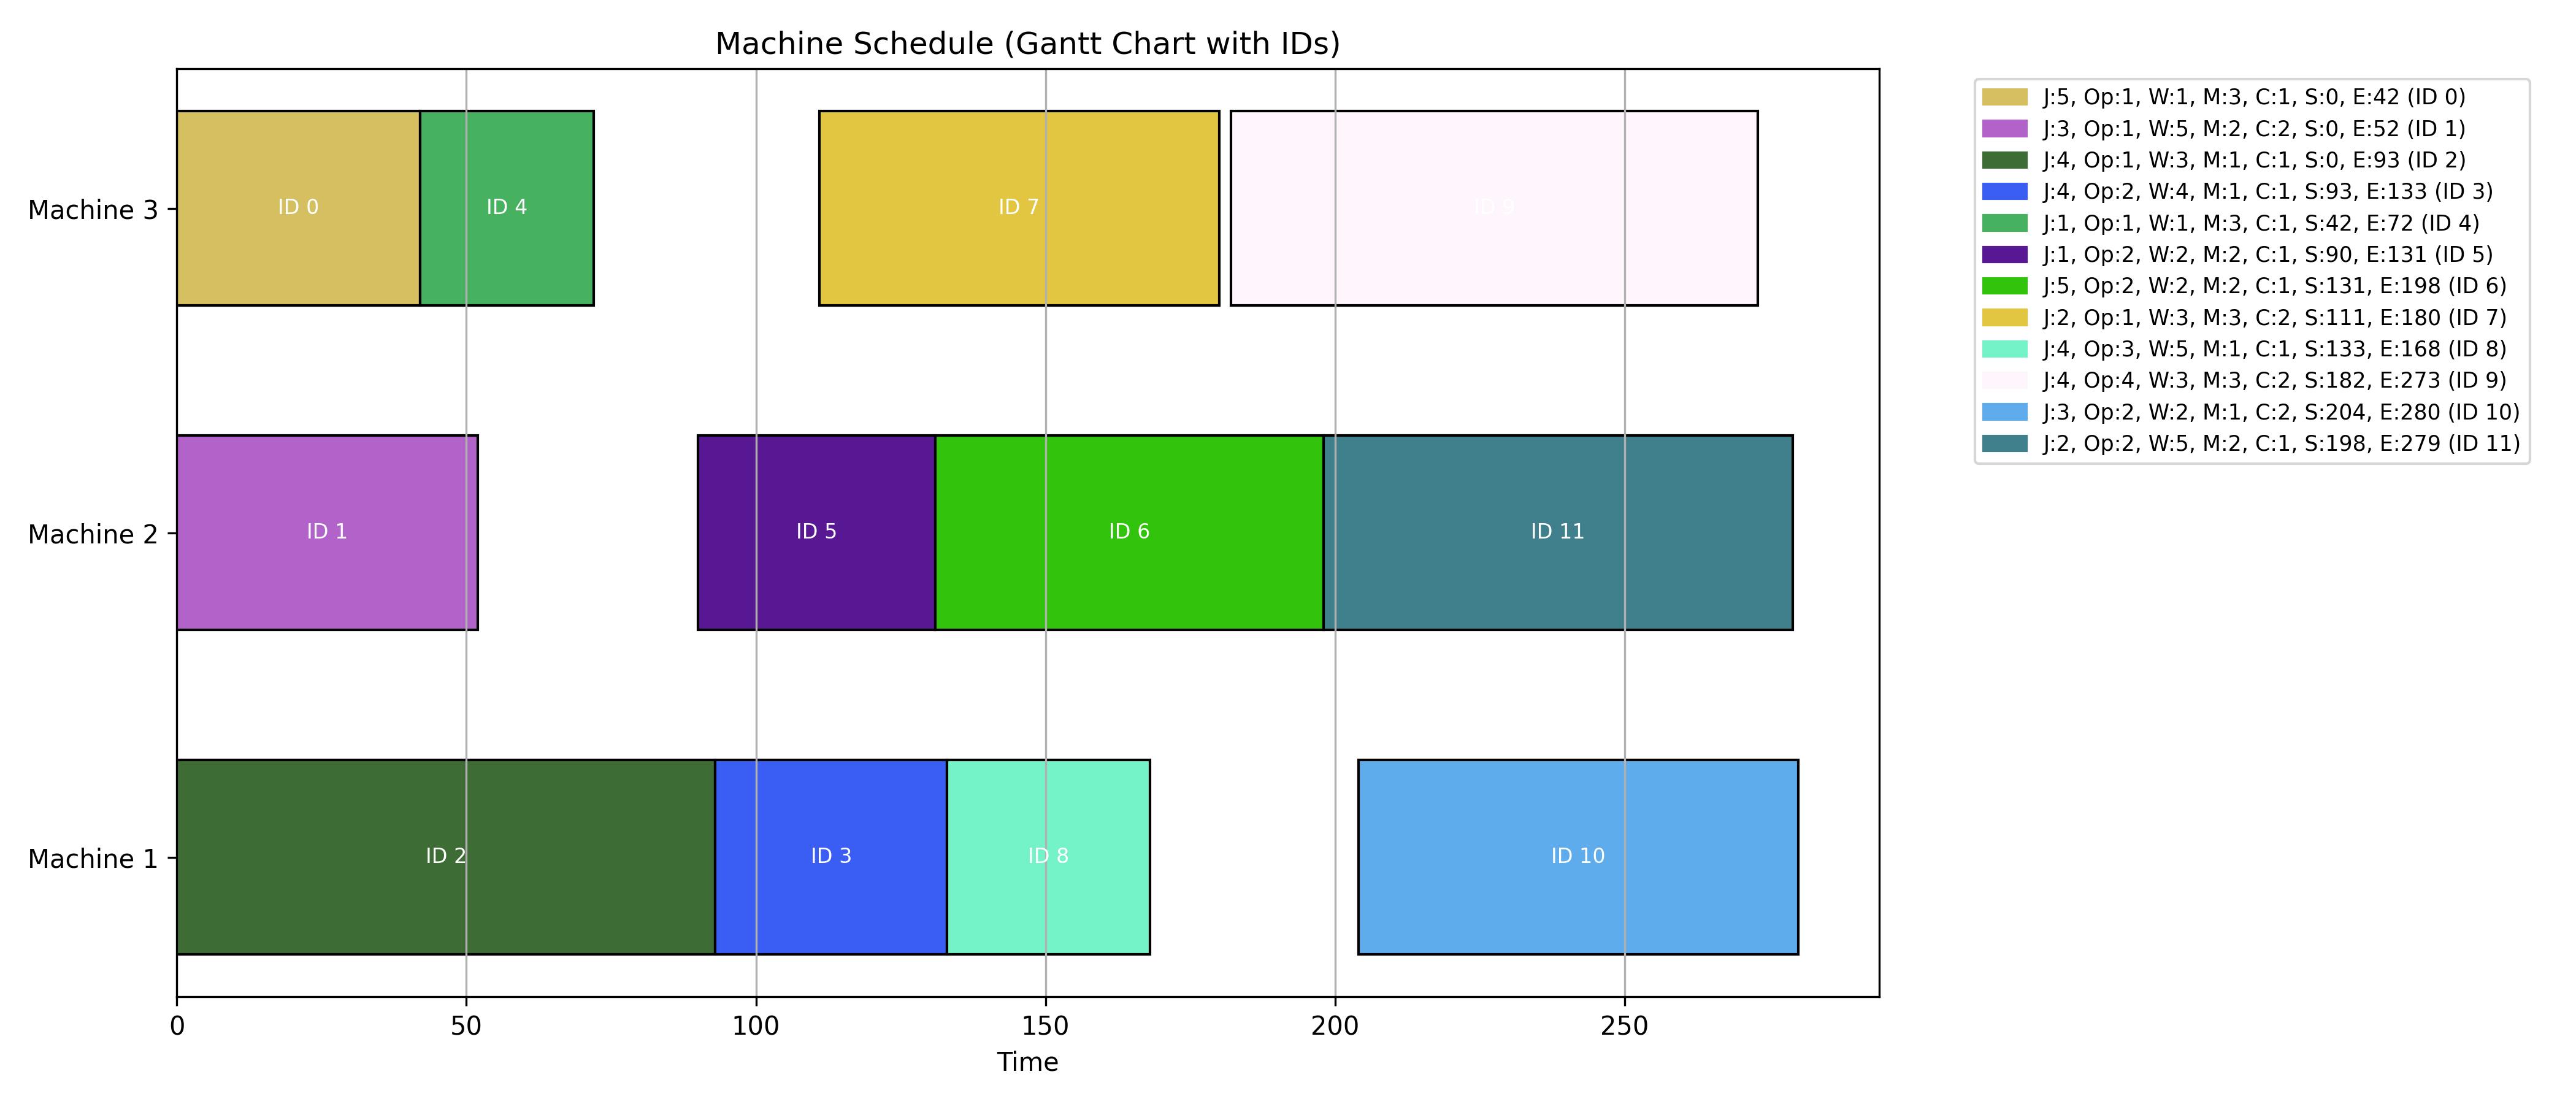 Machine Schedule (Gantt Chart with IDs)
Machine 3
ID 0
ID 4
ID 7
ID 9
Machine 2
ID 1
ID 5
ID 6
ID 11
Machine 1
ID 2
ID 3
ID 8
ID 10
0
50
100
150
200
250
Time
J:5, Op:1, W:1, M:3, C:1, S:0, E:42 (ID 0)
J:3, Op:1, W:5, M:2, C:2, S:0, E:52 (ID 1)
J:4, Op:1, W:3, M:1, C:1, S:0, E:93 (ID 2)
J:4, Op:2, W:4, M:1, C:1, S:93, E:133 (ID 3)
J:1, Op:1, W:1, M:3, C:1, S:42, E:72 (ID 4)
J:1, Op:2, W:2, M:2, C:1, S:90, E:131 (ID 5)
J:5, Op:2, W:2, M:2, C:1, S:131, E:198 (ID 6)
J:2, Op:1, W:3, M:3, C:2, S:111, E:180 (ID 7)
J:4, Op:3, W:5, M:1, C:1, S:133, E:168 (ID 8)
J:4, Op:4, W:3, M:3, C:2, S:182, E:273 (ID 9)
J:3, Op:2, W:2, M:1, C:2, S:204, E:280 (ID 10)
J:2, Op:2, W:5, M:2, C:1, S:198, E:279 (ID 11)